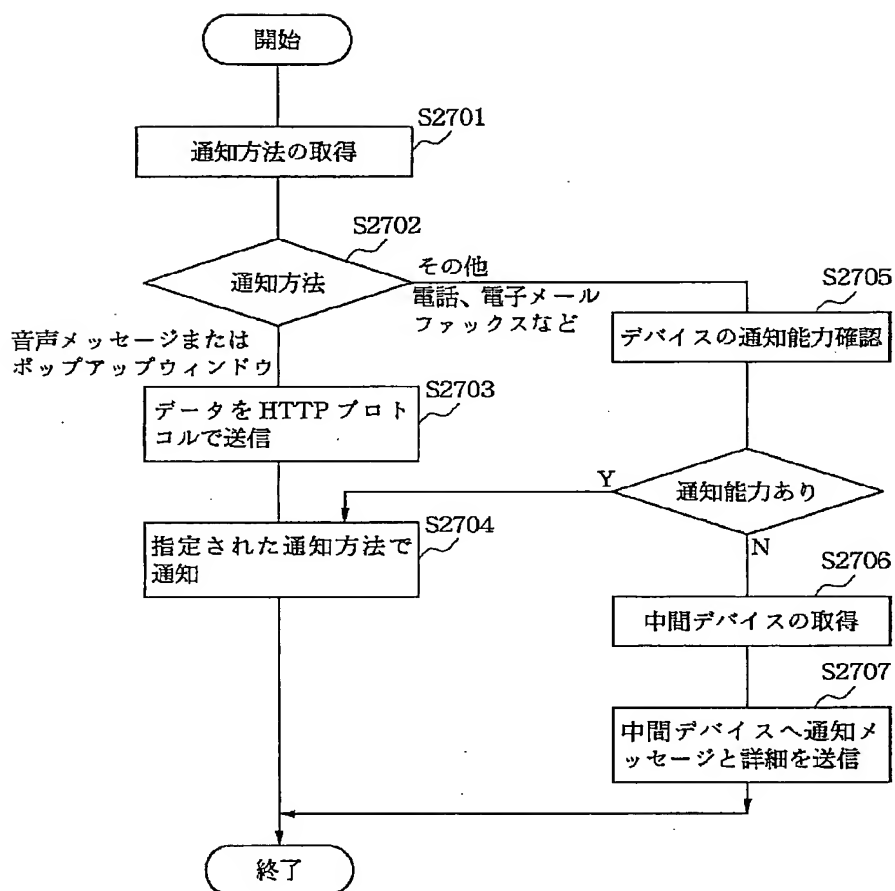 開始
S2701
通知方法の取得
S2702
通知方法
その他
電話、電子メール
ファックスなど
S2705
デバイスの通知能力確認
音声メッセージまたは
ポップアップウィンドウ
S2703
データをHTTPプロト
コルで送信
Y
通知能力あり
S2704
指定された通知方法で
通知
N
S2706
中間デバイスの取得
S2707
中間デバイスへ通知メ
ッセージと詳細を送信
終了